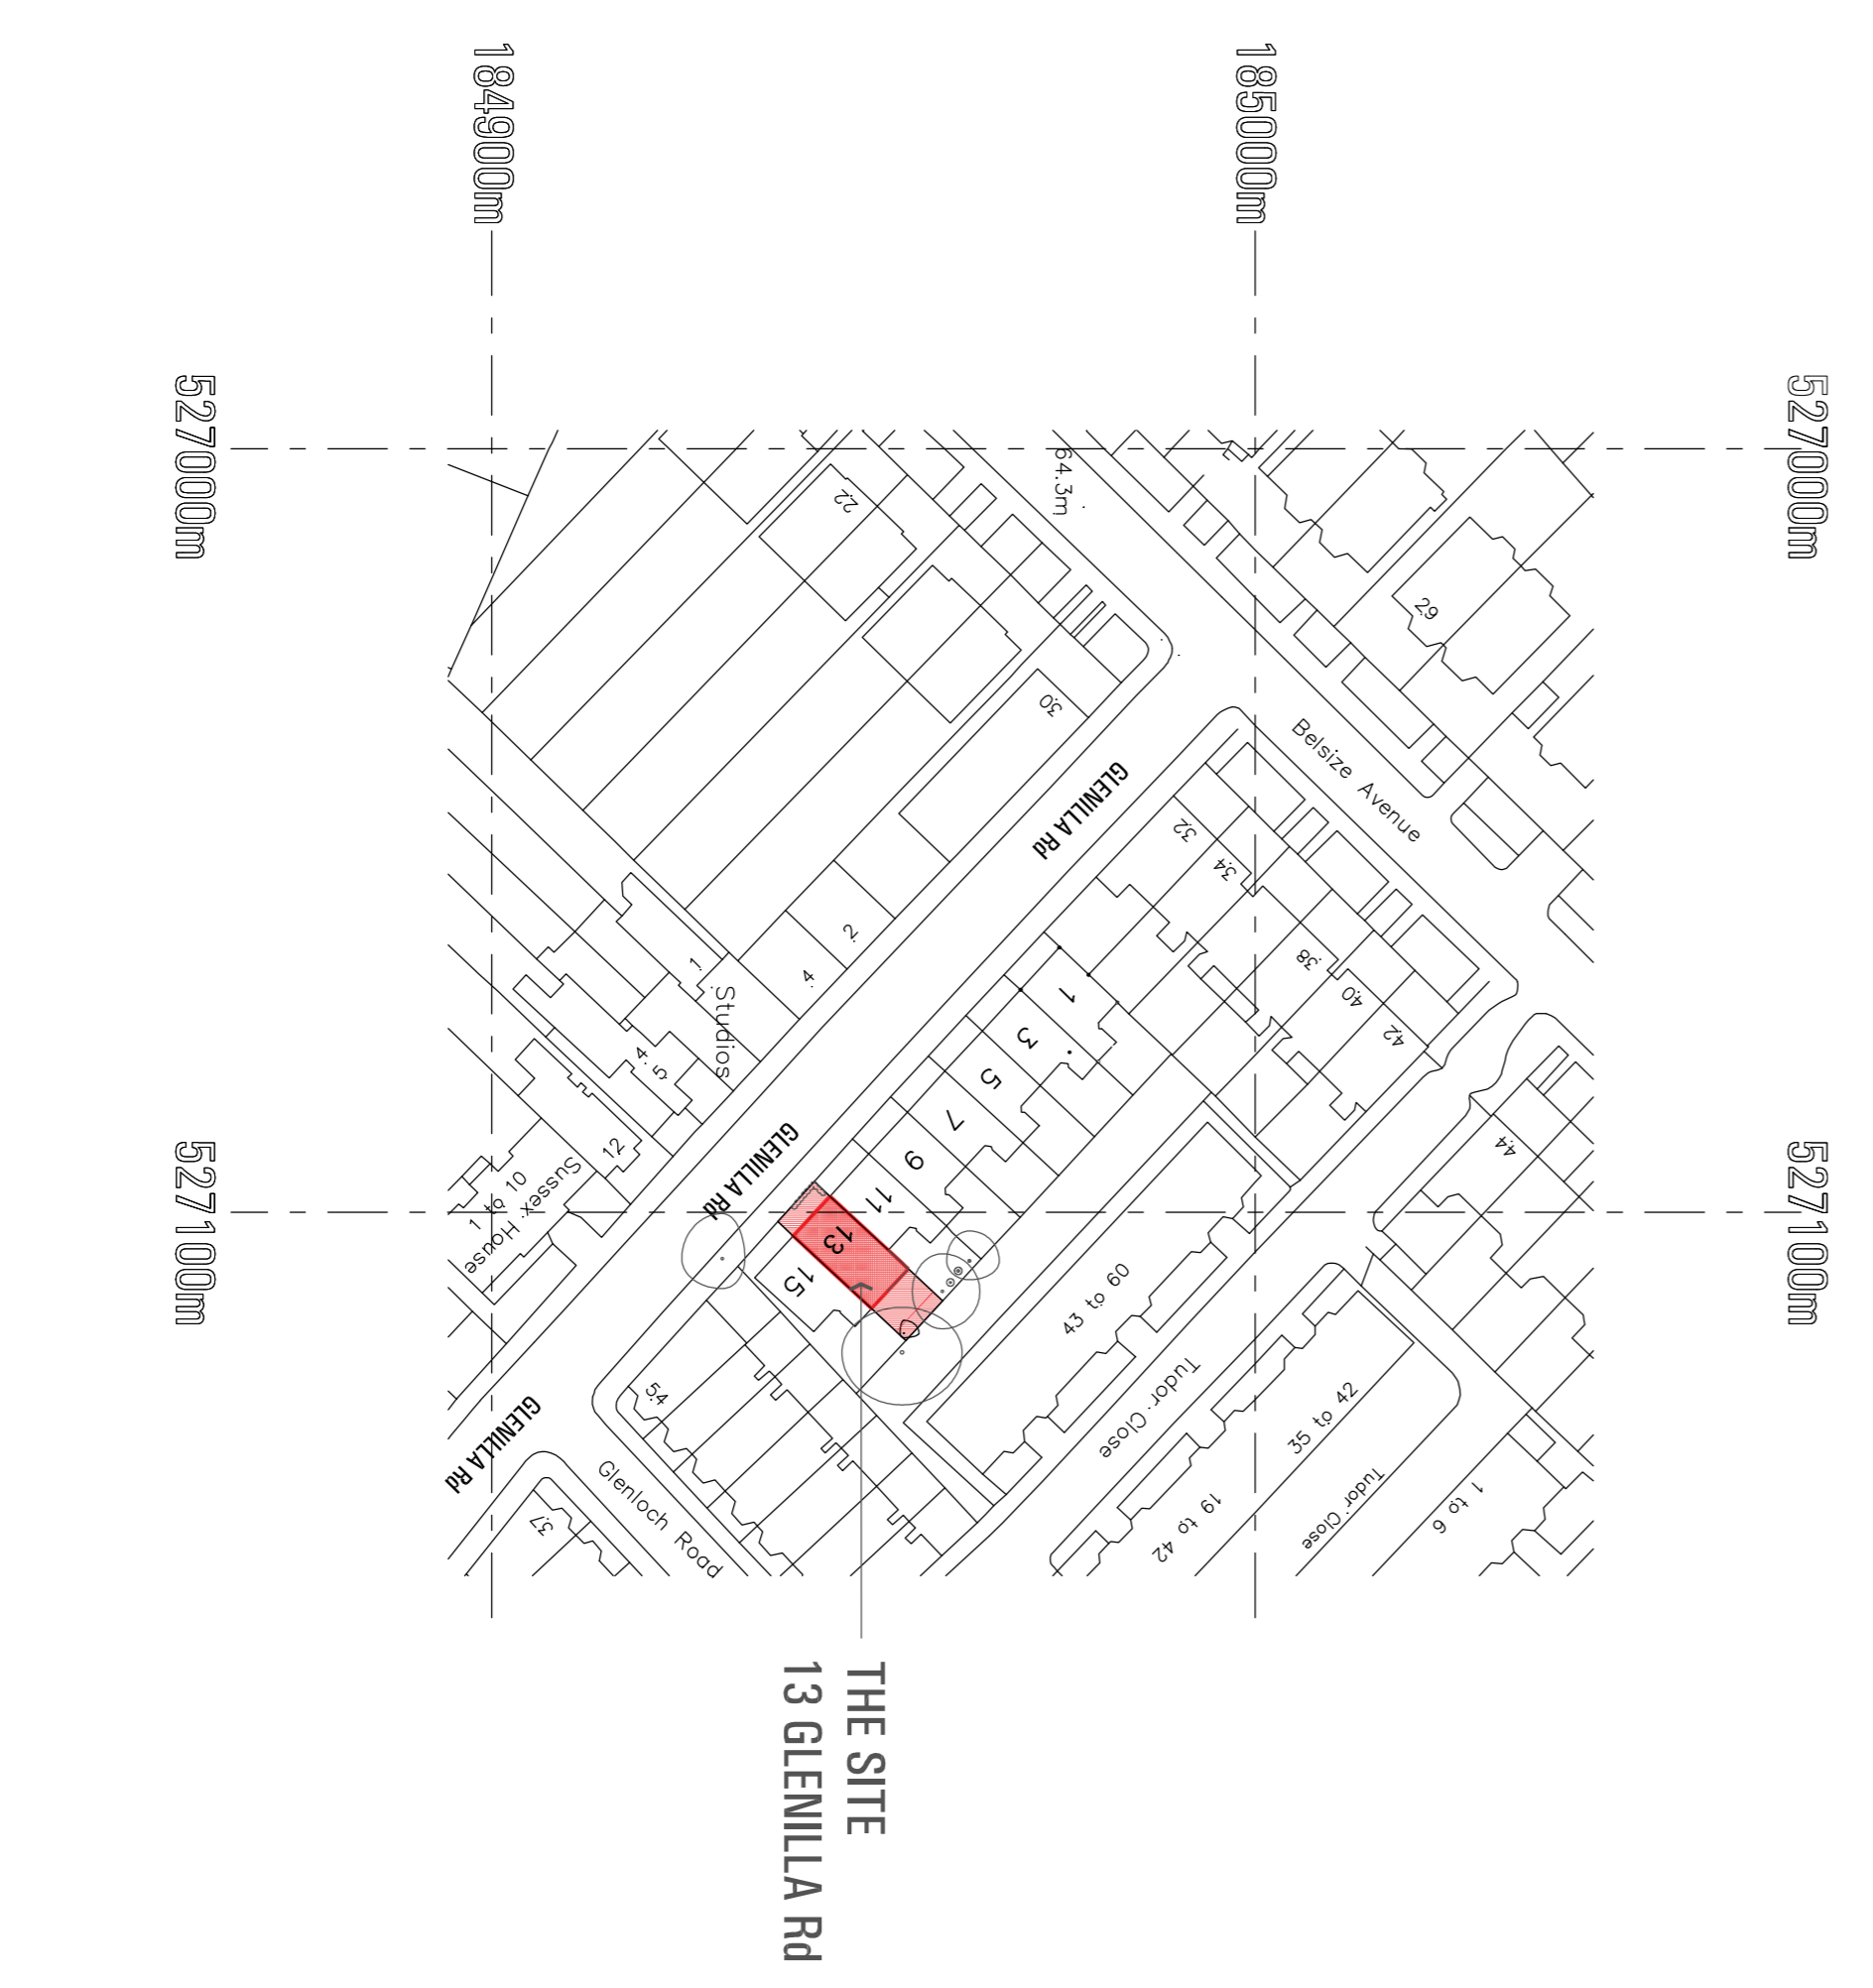 184900m
185000m
527000m
527000m
64.3m
22
29
30
Belsize Avenue
GLENILLA Rd
32
34
38
40
42
2
4
1
Studios
4
5
1
3
5
7
9
11
13
15
12
1 to 10
Sussex House
GLENILLA Rd
44
527100m
527100m
43 to 60
Tudor Close
35 to 42
19 to 42
Tudor Close
1 to 6
54
GLENILLA Rd
Glenloch Road
37
THE SITE
13 GLENILLA Rd